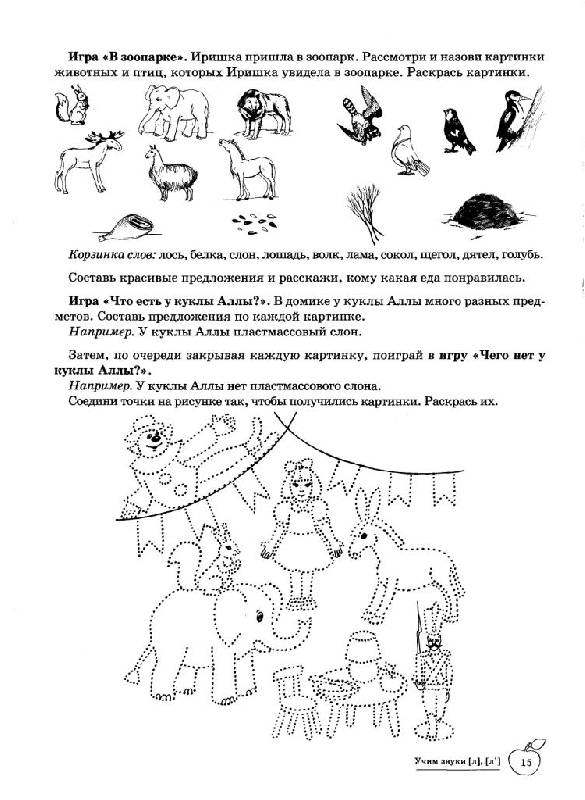 Игра «В зоопарке». Иришка пришла в зоопарк. Рассмотри и назови картинки
животных и птиц, которых Иришка увидела в зоопарке. Раскрась картинки.
Корзинка слов: лось, белка, слон, лошадь, волк, лама, сокол, щегол, дятел, голубь.
Составь красивые предложения и расскажи, кому какая еда понравилась.
Игра «Что есть у куклы Аллы?». В домике у куклы Аллы много разных пред-
метов. Составь предложения по каждой картинке.
Например. У куклы Аллы пластмассовый слон.
Затем, по очереди закрывая каждую картинку, поиграй в игру «Чего нет у
куклы Аллы?».
Например. У куклы Аллы нет пластмассового слона.
Соедини точки на рисунке так, чтобы получились картинки. Раскрась их.
Учим звуки [л], [л']
15